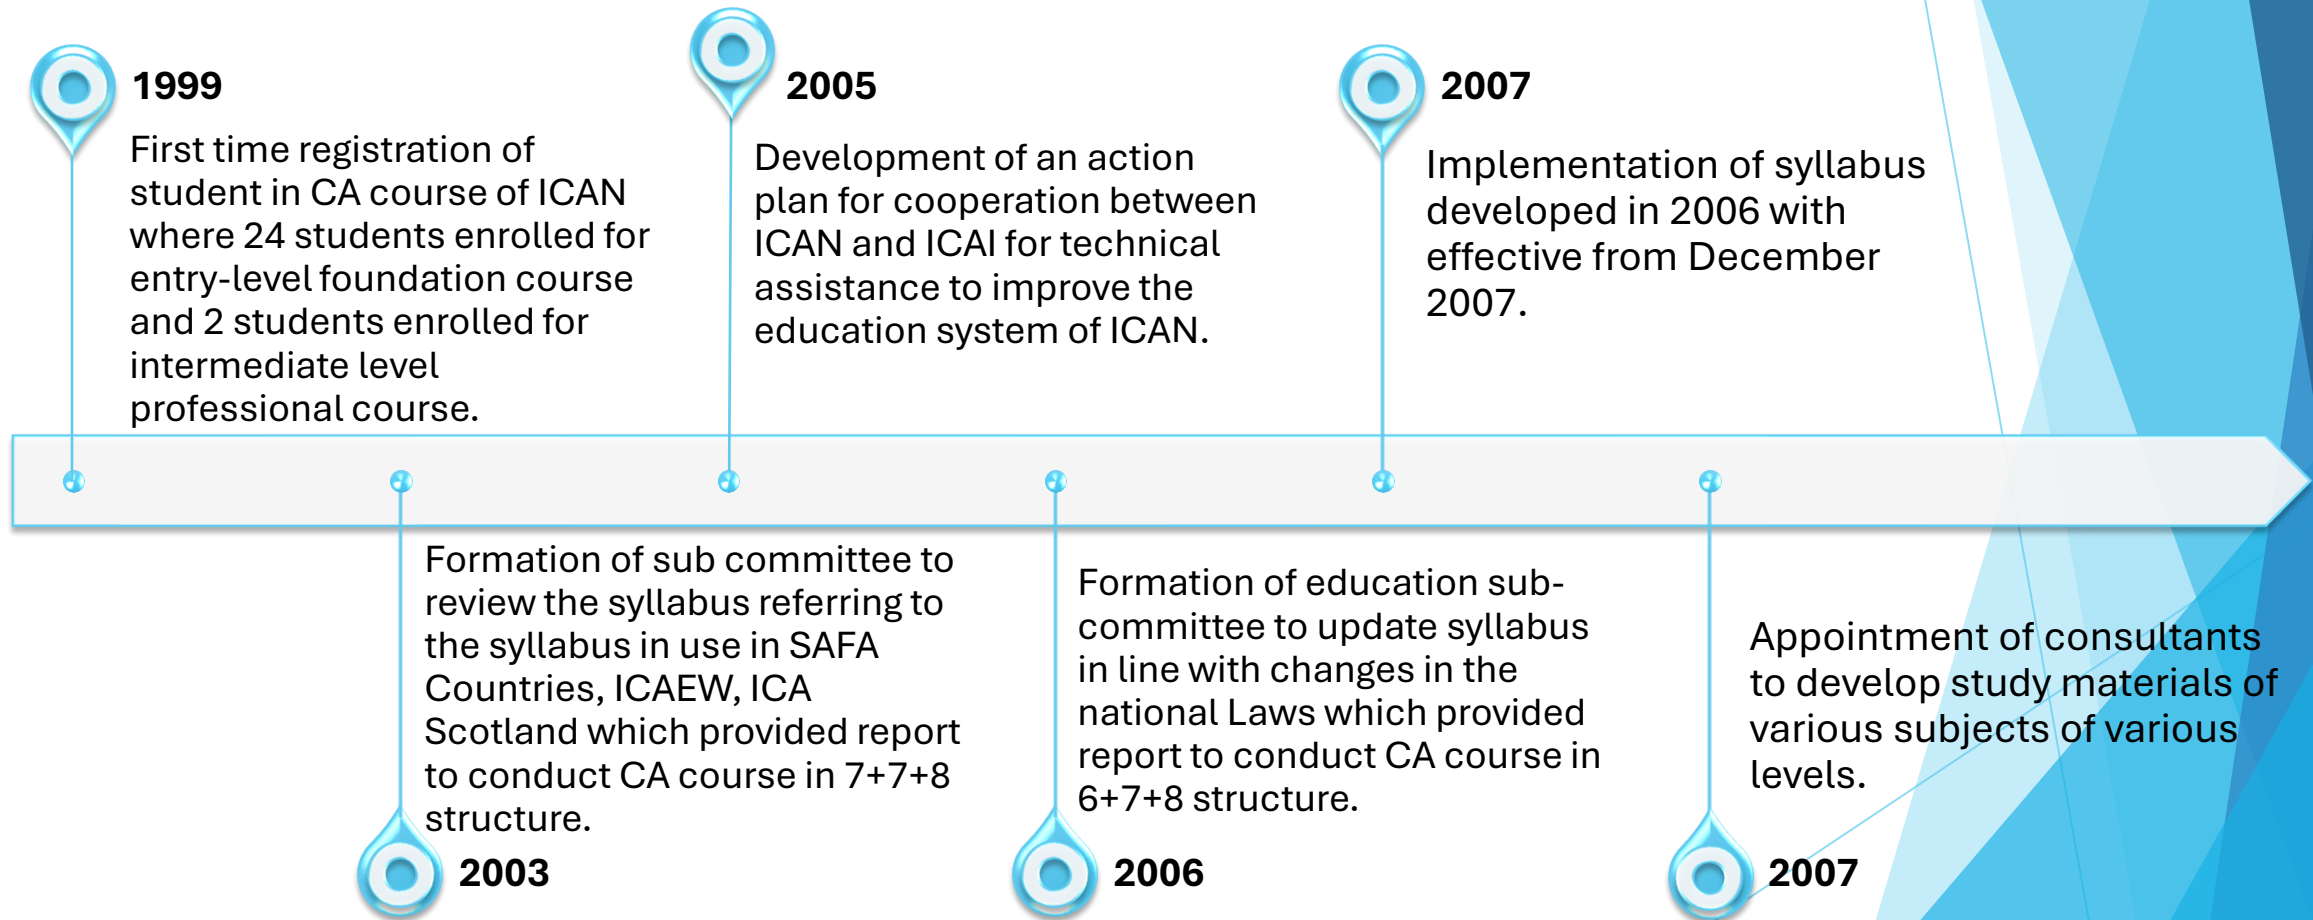 1999
First time registration of
student in CA course of ICAN
where 24 students enrolled for
entry-level foundation course
and 2 students enrolled for
intermediate level
professional course.
2005
Development of an action
plan for cooperation between
ICAN and ICAI for technical
assistance to improve the
education system of ICAN.
2007
Implementation of syllabus
developed in 2006 with
effective from December
2007.
Formation of sub committee to
review the syllabus referring to
the syllabus in use in SAFA
Countries, ICAEW, ICA
Scotland which provided report
to conduct CA course in 7+7+8
structure.
2003
Formation of education sub-
committee to update syllabus
in line with changes in the
national Laws which provided
report to conduct CA course in
6+7+8 structure.
2006
Appointment of consultants
to develop study materials of
various subjects of various
levels.
2007